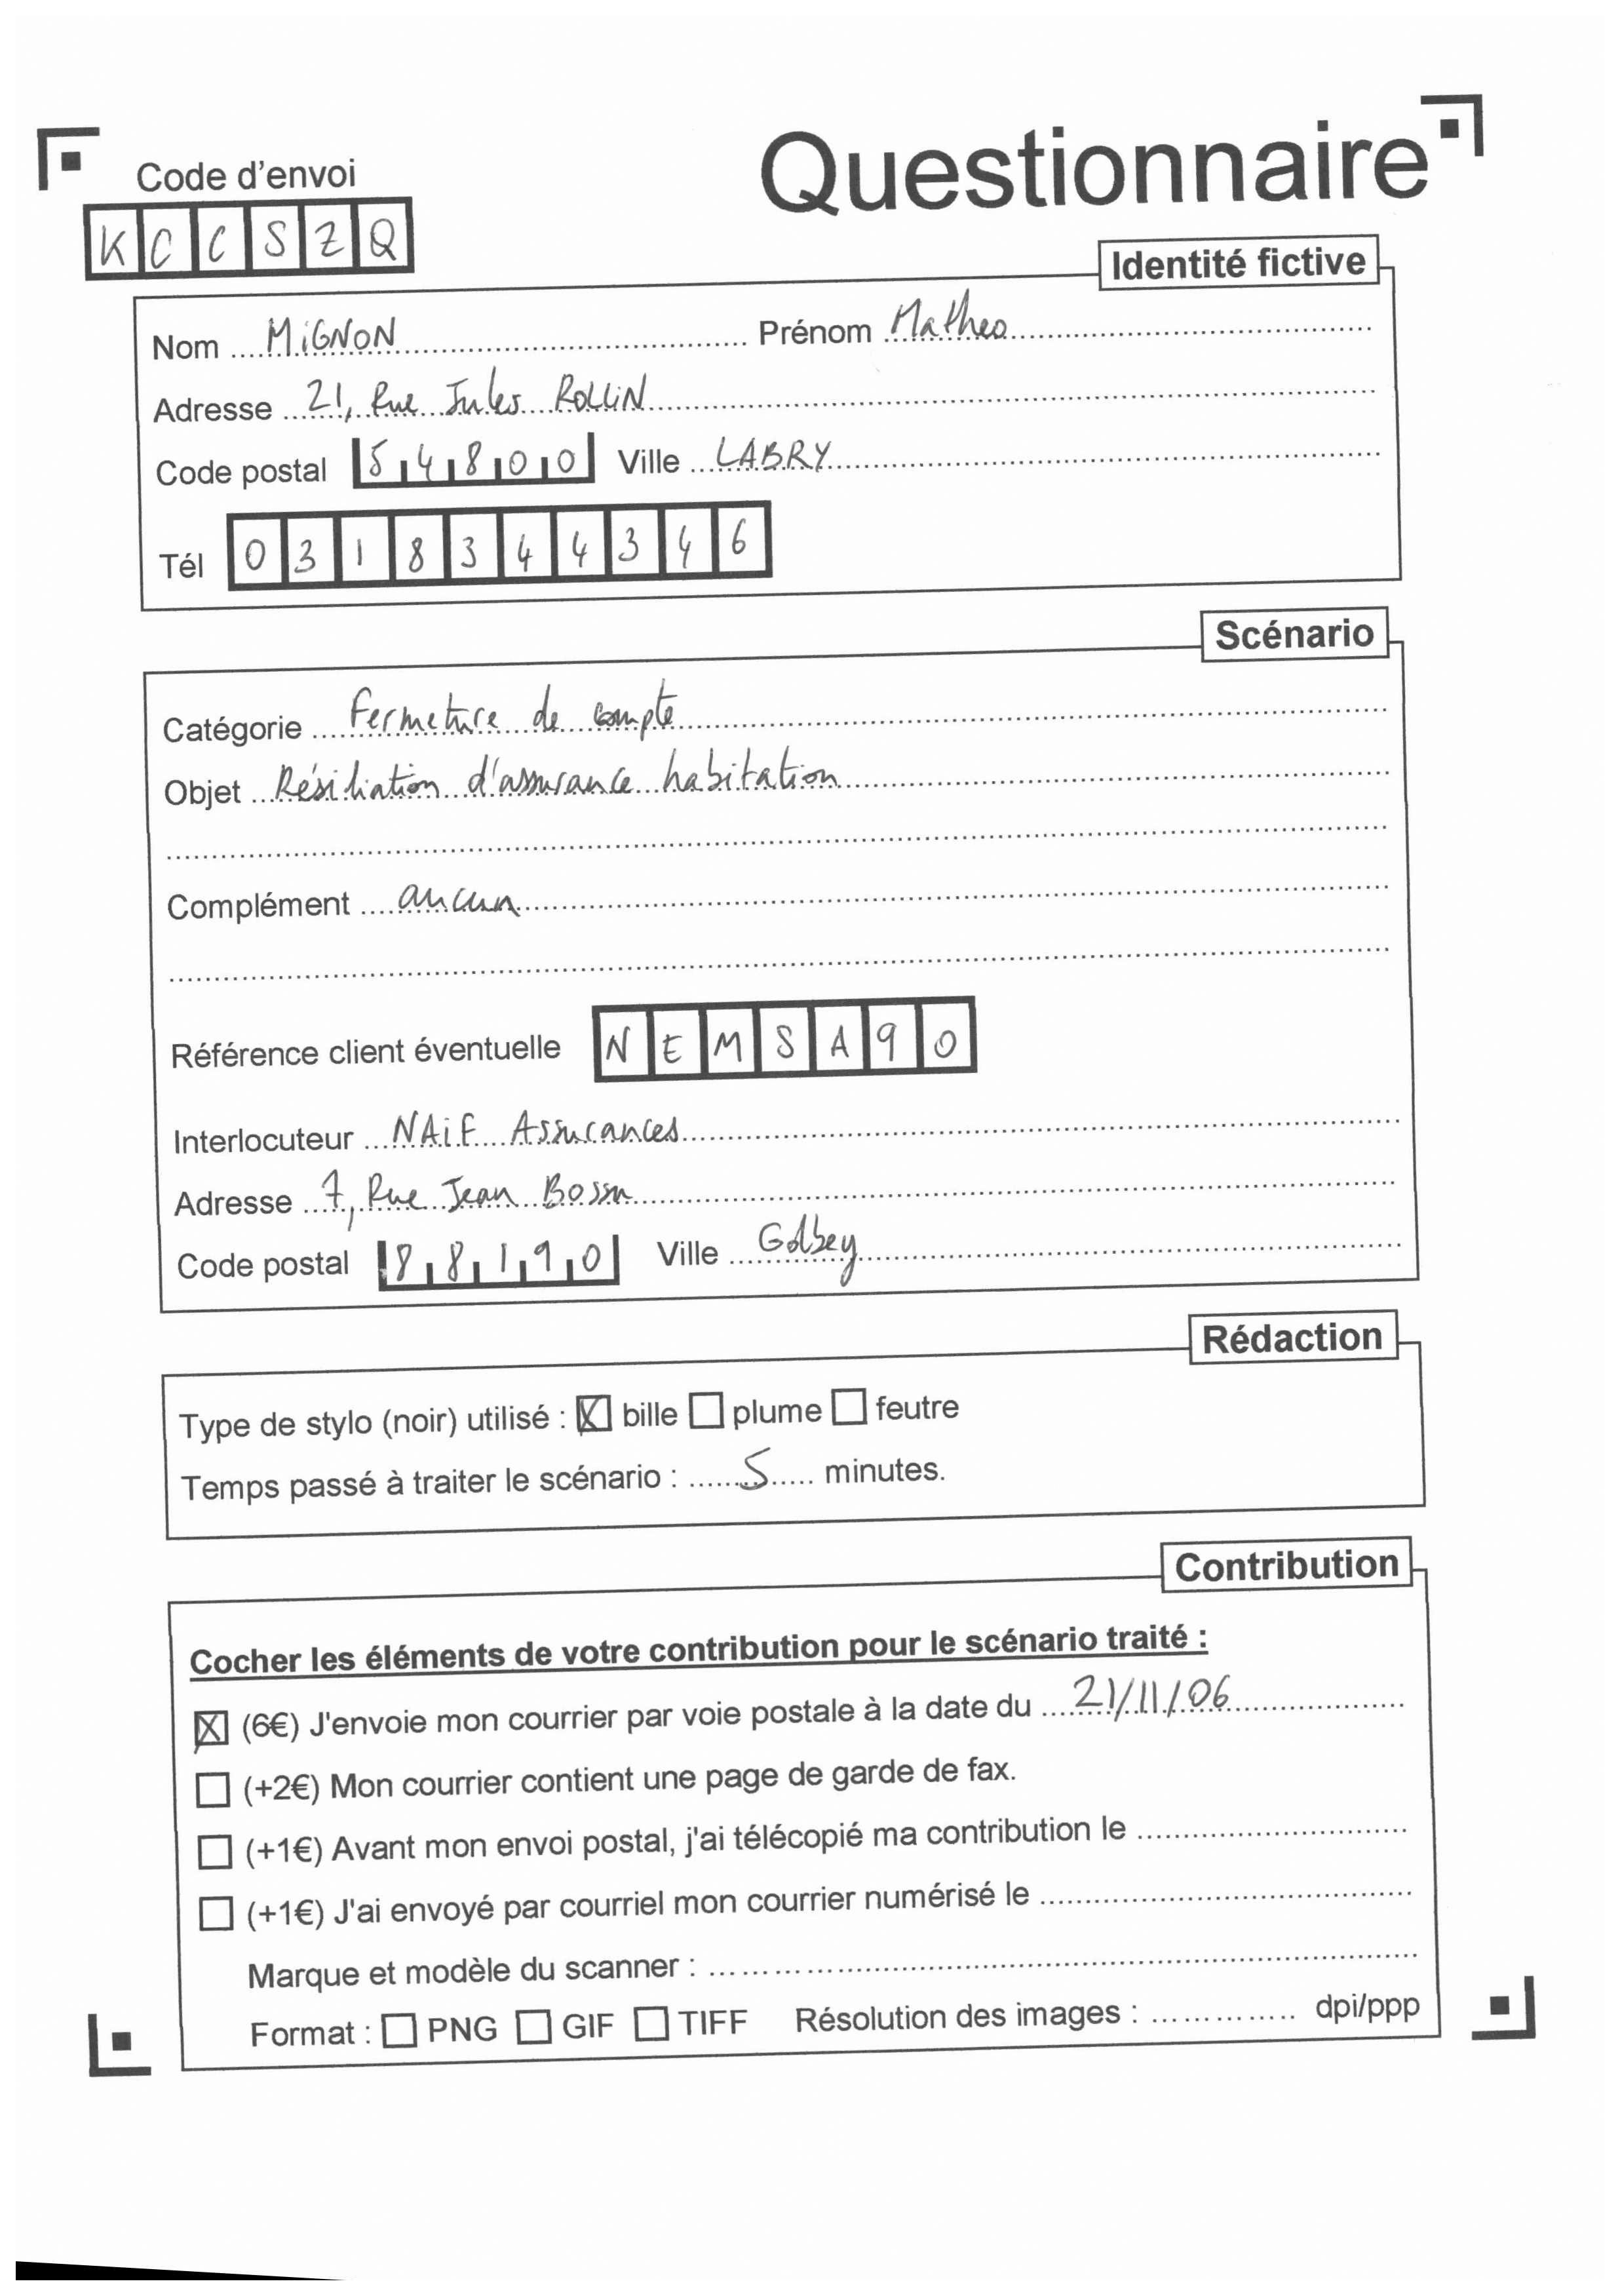 Questionnaire
Code d'envoi
K C C S Z Q
Identité fictive
Nom MiGNON Prénom Matheo
Adresse 21, Rue Jules ROLLIN
Code postal 5 4 8 0 0 Ville LABRY
Tél 0 3 1 8 3 4 4 3 4 6
Scénario
Catégorie Fermeture de compte
Objet Résiliation d'assurance habitation
Complément aucun
Référence client éventuelle N E M S A 9 0
Interlocuteur NAiF Assurances
Adresse 7, Rue Jean Bossu
Code postal 8 8 1 9 0 Ville Golbey
Rédaction
Type de stylo (noir) utilisé : ☒ bille ☐ plume ☐ feutre
Temps passé à traiter le scénario : 5 minutes.
Contribution
Cocher les éléments de votre contribution pour le scénario traité :
☒ (6€) J'envoie mon courrier par voie postale à la date du 21/11/06
☐ (+2€) Mon courrier contient une page de garde de fax.
☐ (+1€) Avant mon envoi postal, j'ai télécopié ma contribution le
☐ (+1€) J'ai envoyé par courriel mon courrier numérisé le
Marque et modèle du scanner :
Format : ☐ PNG ☐ GIF ☐ TIFF Résolution des images : dpi/ppp